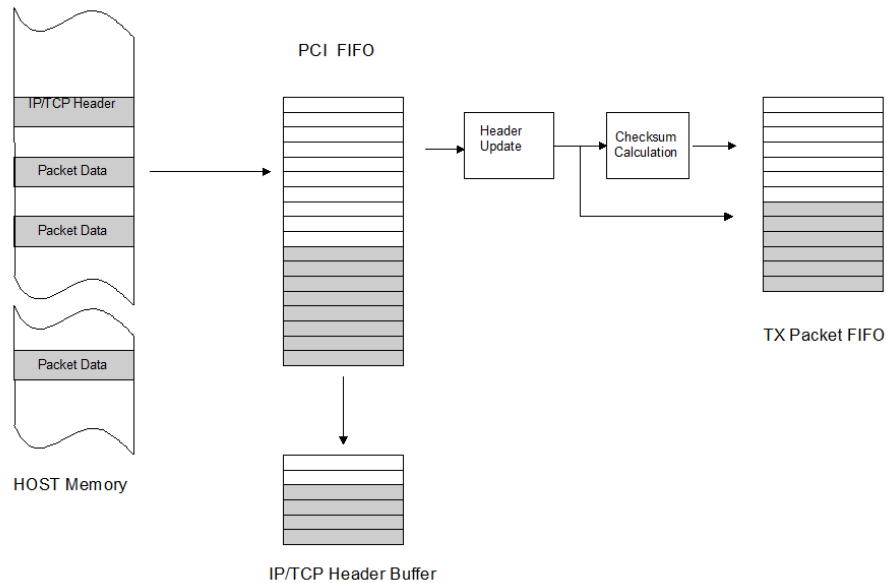 PCI FIFO
IP/TCP Header
Header
Update
Checksum
Calculation
Packet Data
Packet Data
Packet Data
TX Packet FIFO
HOST Memory
IP/TCP Header Buffer